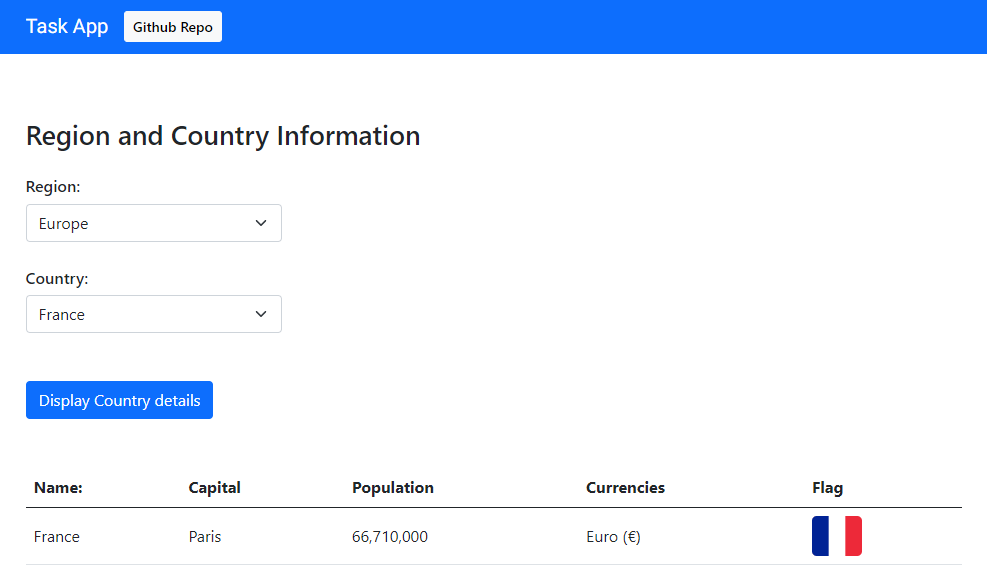 Task App Github Repo
Region and Country Information
Region:
Europe
Country:
France
Display Country details
Name: Capital Population Currencies Flag
France Paris 66,710,000 Euro (€)